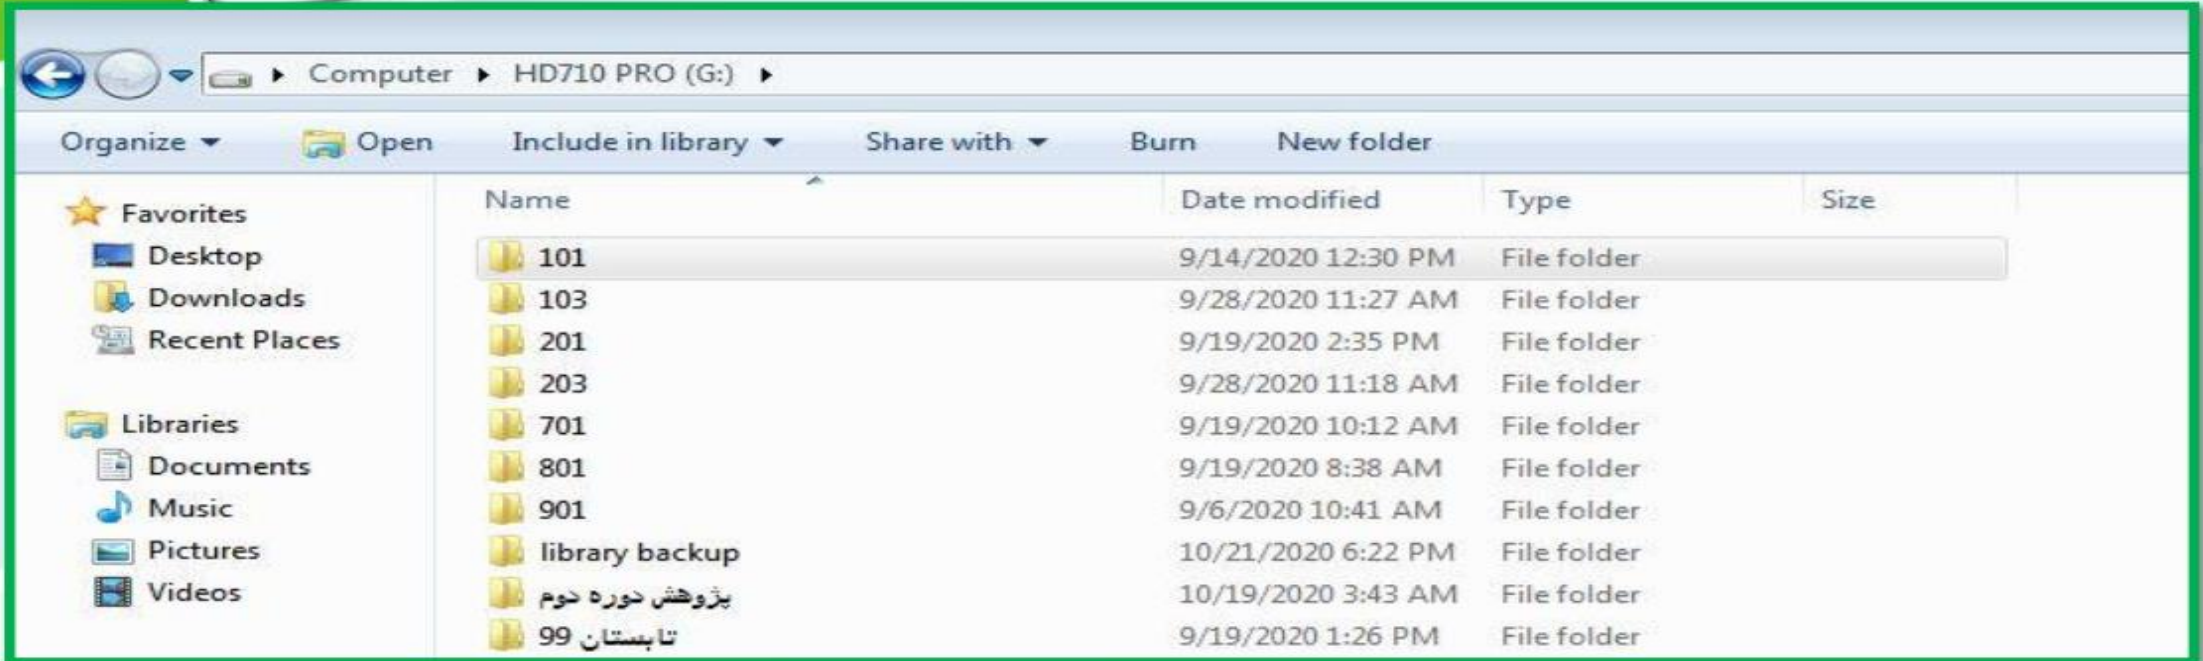 Computer HD710 PRO (G:)
Organize Open Include in library Share with Burn New folder
Name Date modified Type Size
Favorites
Desktop
Downloads
Recent Places
Libraries
Documents
Music
Pictures
Videos
101 9/14/2020 12:30 PM File folder
103 9/28/2020 11:27 AM File folder
201 9/19/2020 2:35 PM File folder
203 9/28/2020 11:18 AM File folder
701 9/19/2020 10:12 AM File folder
801 9/19/2020 8:38 AM File folder
901 9/6/2020 10:41 AM File folder
library backup 10/21/2020 6:22 PM File folder
پژوهش دوره دوم 10/19/2020 3:43 AM File folder
تابستان 99 9/19/2020 1:26 PM File folder